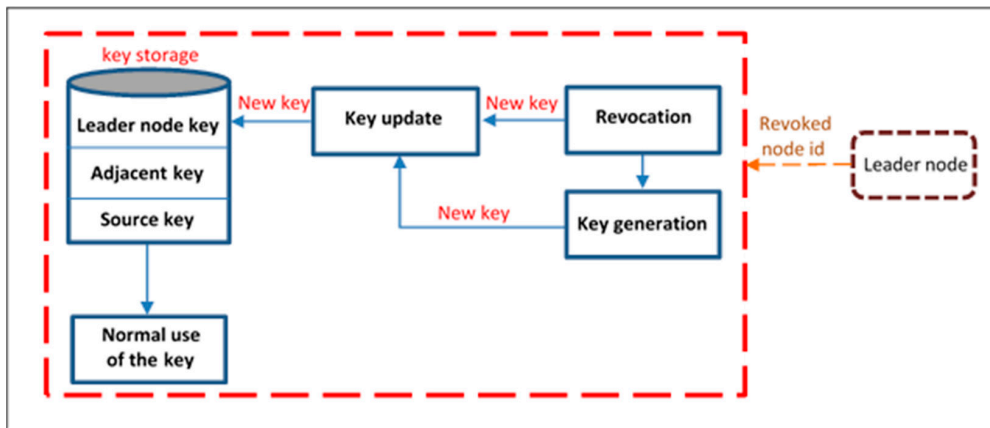 key storage
Leader node key
Adjacent key
Source key
New key
Key update
New key
Revocation
New key
Key generation
Normal use
of the key
Revoked
node id
Leader node